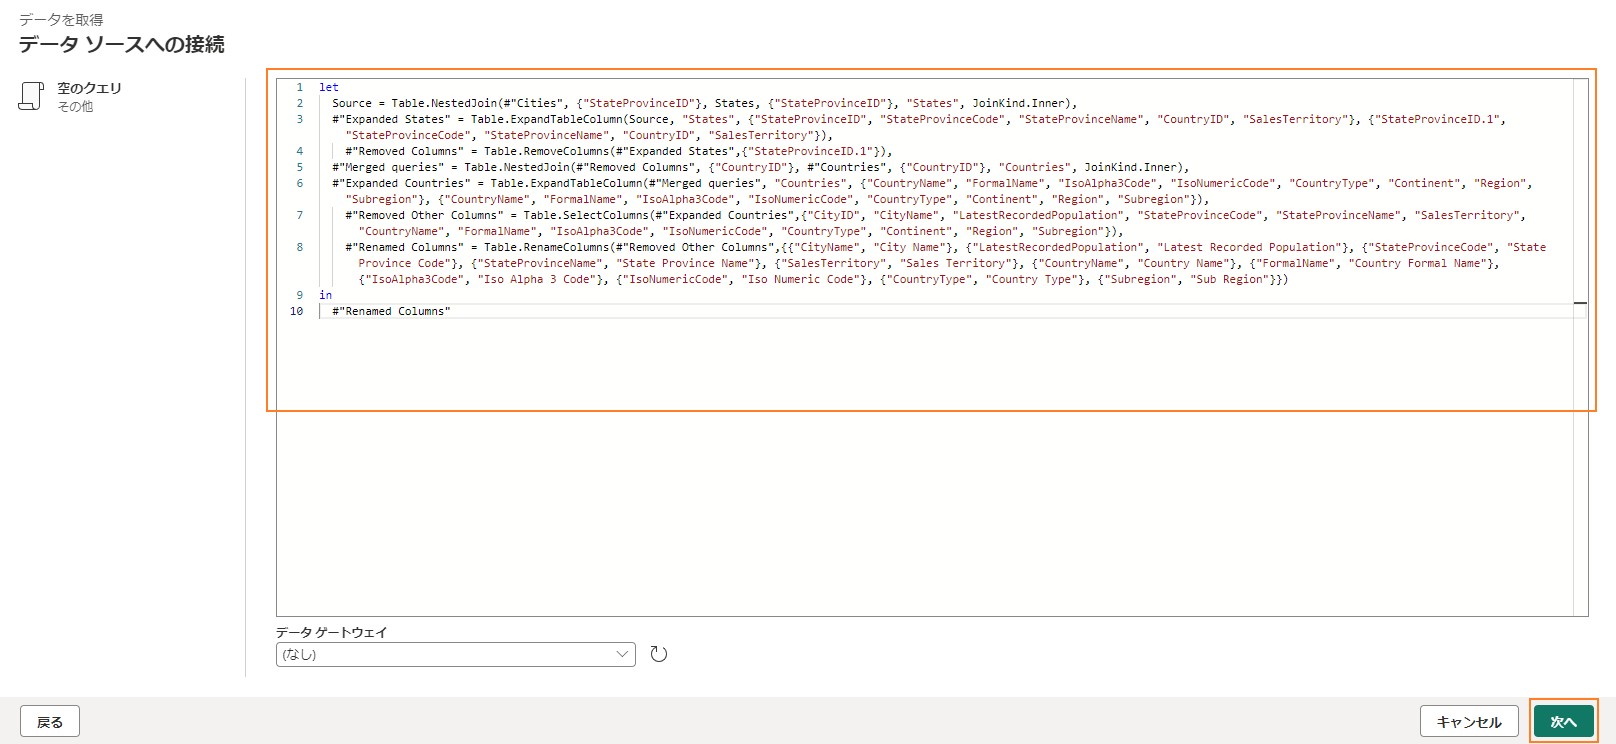 データを取得
データ ソースへの接続
空のクエリ
その他
1 let
2 Source = Table.NestedJoin(#"Cities", {"StateProvinceID"}, States, {"StateProvinceID"}, "States", JoinKind.Inner),
3 #"Expanded States" = Table.ExpandTableColumn(Source, "States", {"StateProvinceID", "StateProvinceCode", "StateProvinceName", "CountryID", "SalesTerritory"}, {"StateProvinceID.1",
"StateProvinceCode", "StateProvinceName", "CountryID", "SalesTerritory"}),
4 #"Removed Columns" = Table.RemoveColumns(#"Expanded States",{"StateProvinceID.1"}),
5 #"Merged queries" = Table.NestedJoin(#"Removed Columns", {"CountryID"}, #"Countries", {"CountryID"}, "Countries", JoinKind.Inner),
6 #"Expanded Countries" = Table.ExpandTableColumn(#"Merged queries", "Countries", {"CountryName", "FormalName", "IsoAlpha3Code", "IsoNumericCode", "CountryType", "Continent", "Region",
"Subregion"}, {"CountryName", "FormalName", "IsoAlpha3Code", "IsoNumericCode", "CountryType", "Continent", "Region", "Subregion"}),
7 #"Removed Other Columns" = Table.SelectColumns(#"Expanded Countries",{"CityID", "CityName", "LatestRecordedPopulation", "StateProvinceCode", "StateProvinceName", "SalesTerritory",
"CountryName", "FormalName", "IsoAlpha3Code", "IsoNumericCode", "CountryType", "Continent", "Region", "Subregion"}),
8 #"Renamed Columns" = Table.RenameColumns(#"Removed Other Columns",{{"CityName", "City Name"}, {"LatestRecordedPopulation", "Latest Recorded Population"}, {"StateProvinceCode", "State
Province Code"}, {"StateProvinceName", "State Province Name"}, {"SalesTerritory", "Sales Territory"}, {"CountryName", "Country Name"}, {"FormalName", "Country Formal Name"},
{"IsoAlpha3Code", "Iso Alpha 3 Code"}, {"IsoNumericCode", "Iso Numeric Code"}, {"CountryType", "Country Type"}, {"Subregion", "Sub Region"}})
9 in
10 #"Renamed Columns"
データ ゲートウェイ
(なし)
戻る
キャンセル
次へ